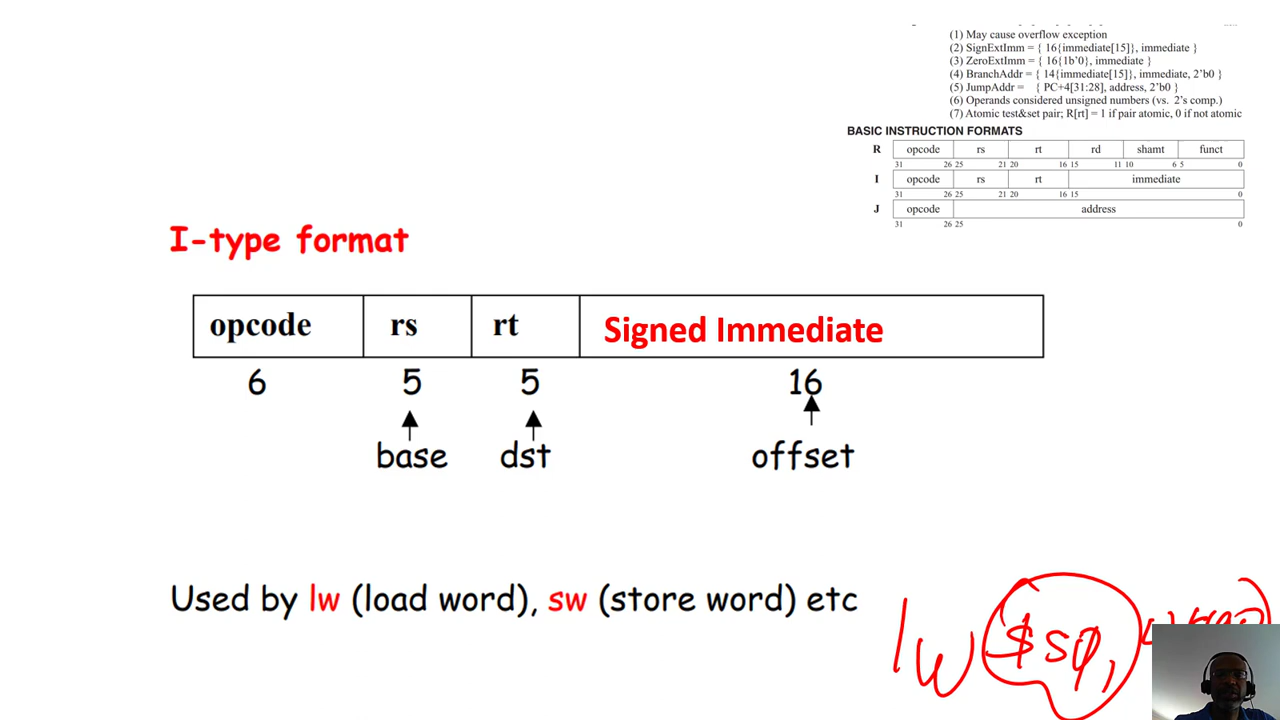 (1) May cause overflow exception
(2) SignExtImm = { 16{immediate[15]}, immediate }
(3) ZeroExtImm = { 16{1b’0}, immediate }
(4) BranchAddr = { 14{immediate[15]}, immediate, 2’b0 }
(5) JumpAddr = { PC+4[31:28], address, 2’b0 }
(6) Operands considered unsigned numbers (vs. 2’s comp.)
(7) Atomic test&set pair; R[rt] = 1 if pair atomic, 0 if not atomic
BASIC INSTRUCTION FORMATS
R opcode rs rt rd shamt funct
31 26 25 21 20 16 15 11 10 6 5 0
I opcode rs rt immediate
31 26 25 21 20 16 15 0
J opcode address
31 26 25 0
I-type format
opcode rs rt Signed Immediate
6 5 5 16
base dst offset
Used by lw (load word), sw (store word) etc
lw $sp,